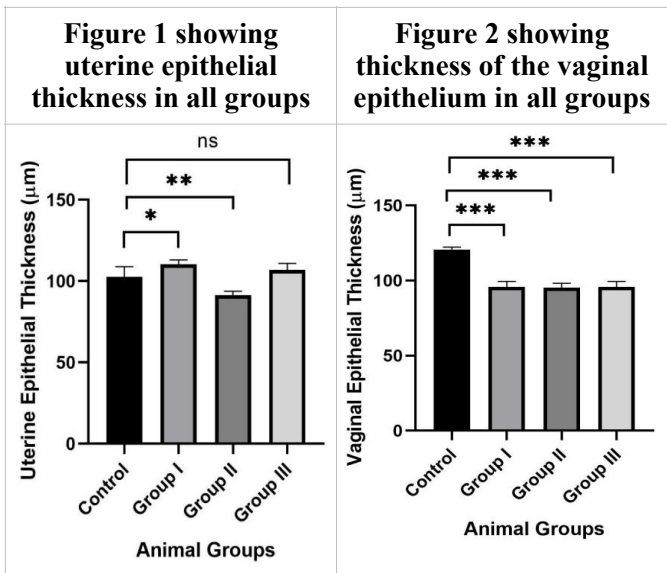 Figure 1 showing
uterine epithelial
thickness in all groups
Figure 2 showing
thickness of the vaginal
epithelium in all groups
ns
**
*
150
100
50
0
Uterine Epithelial Thickness (μm)
Control
Group I
Group II
Group III
Animal Groups
***
***
***
150
100
50
0
Vaginal Epithelial Thickness (μm)
Control
Group I
Group II
Group III
Animal Groups